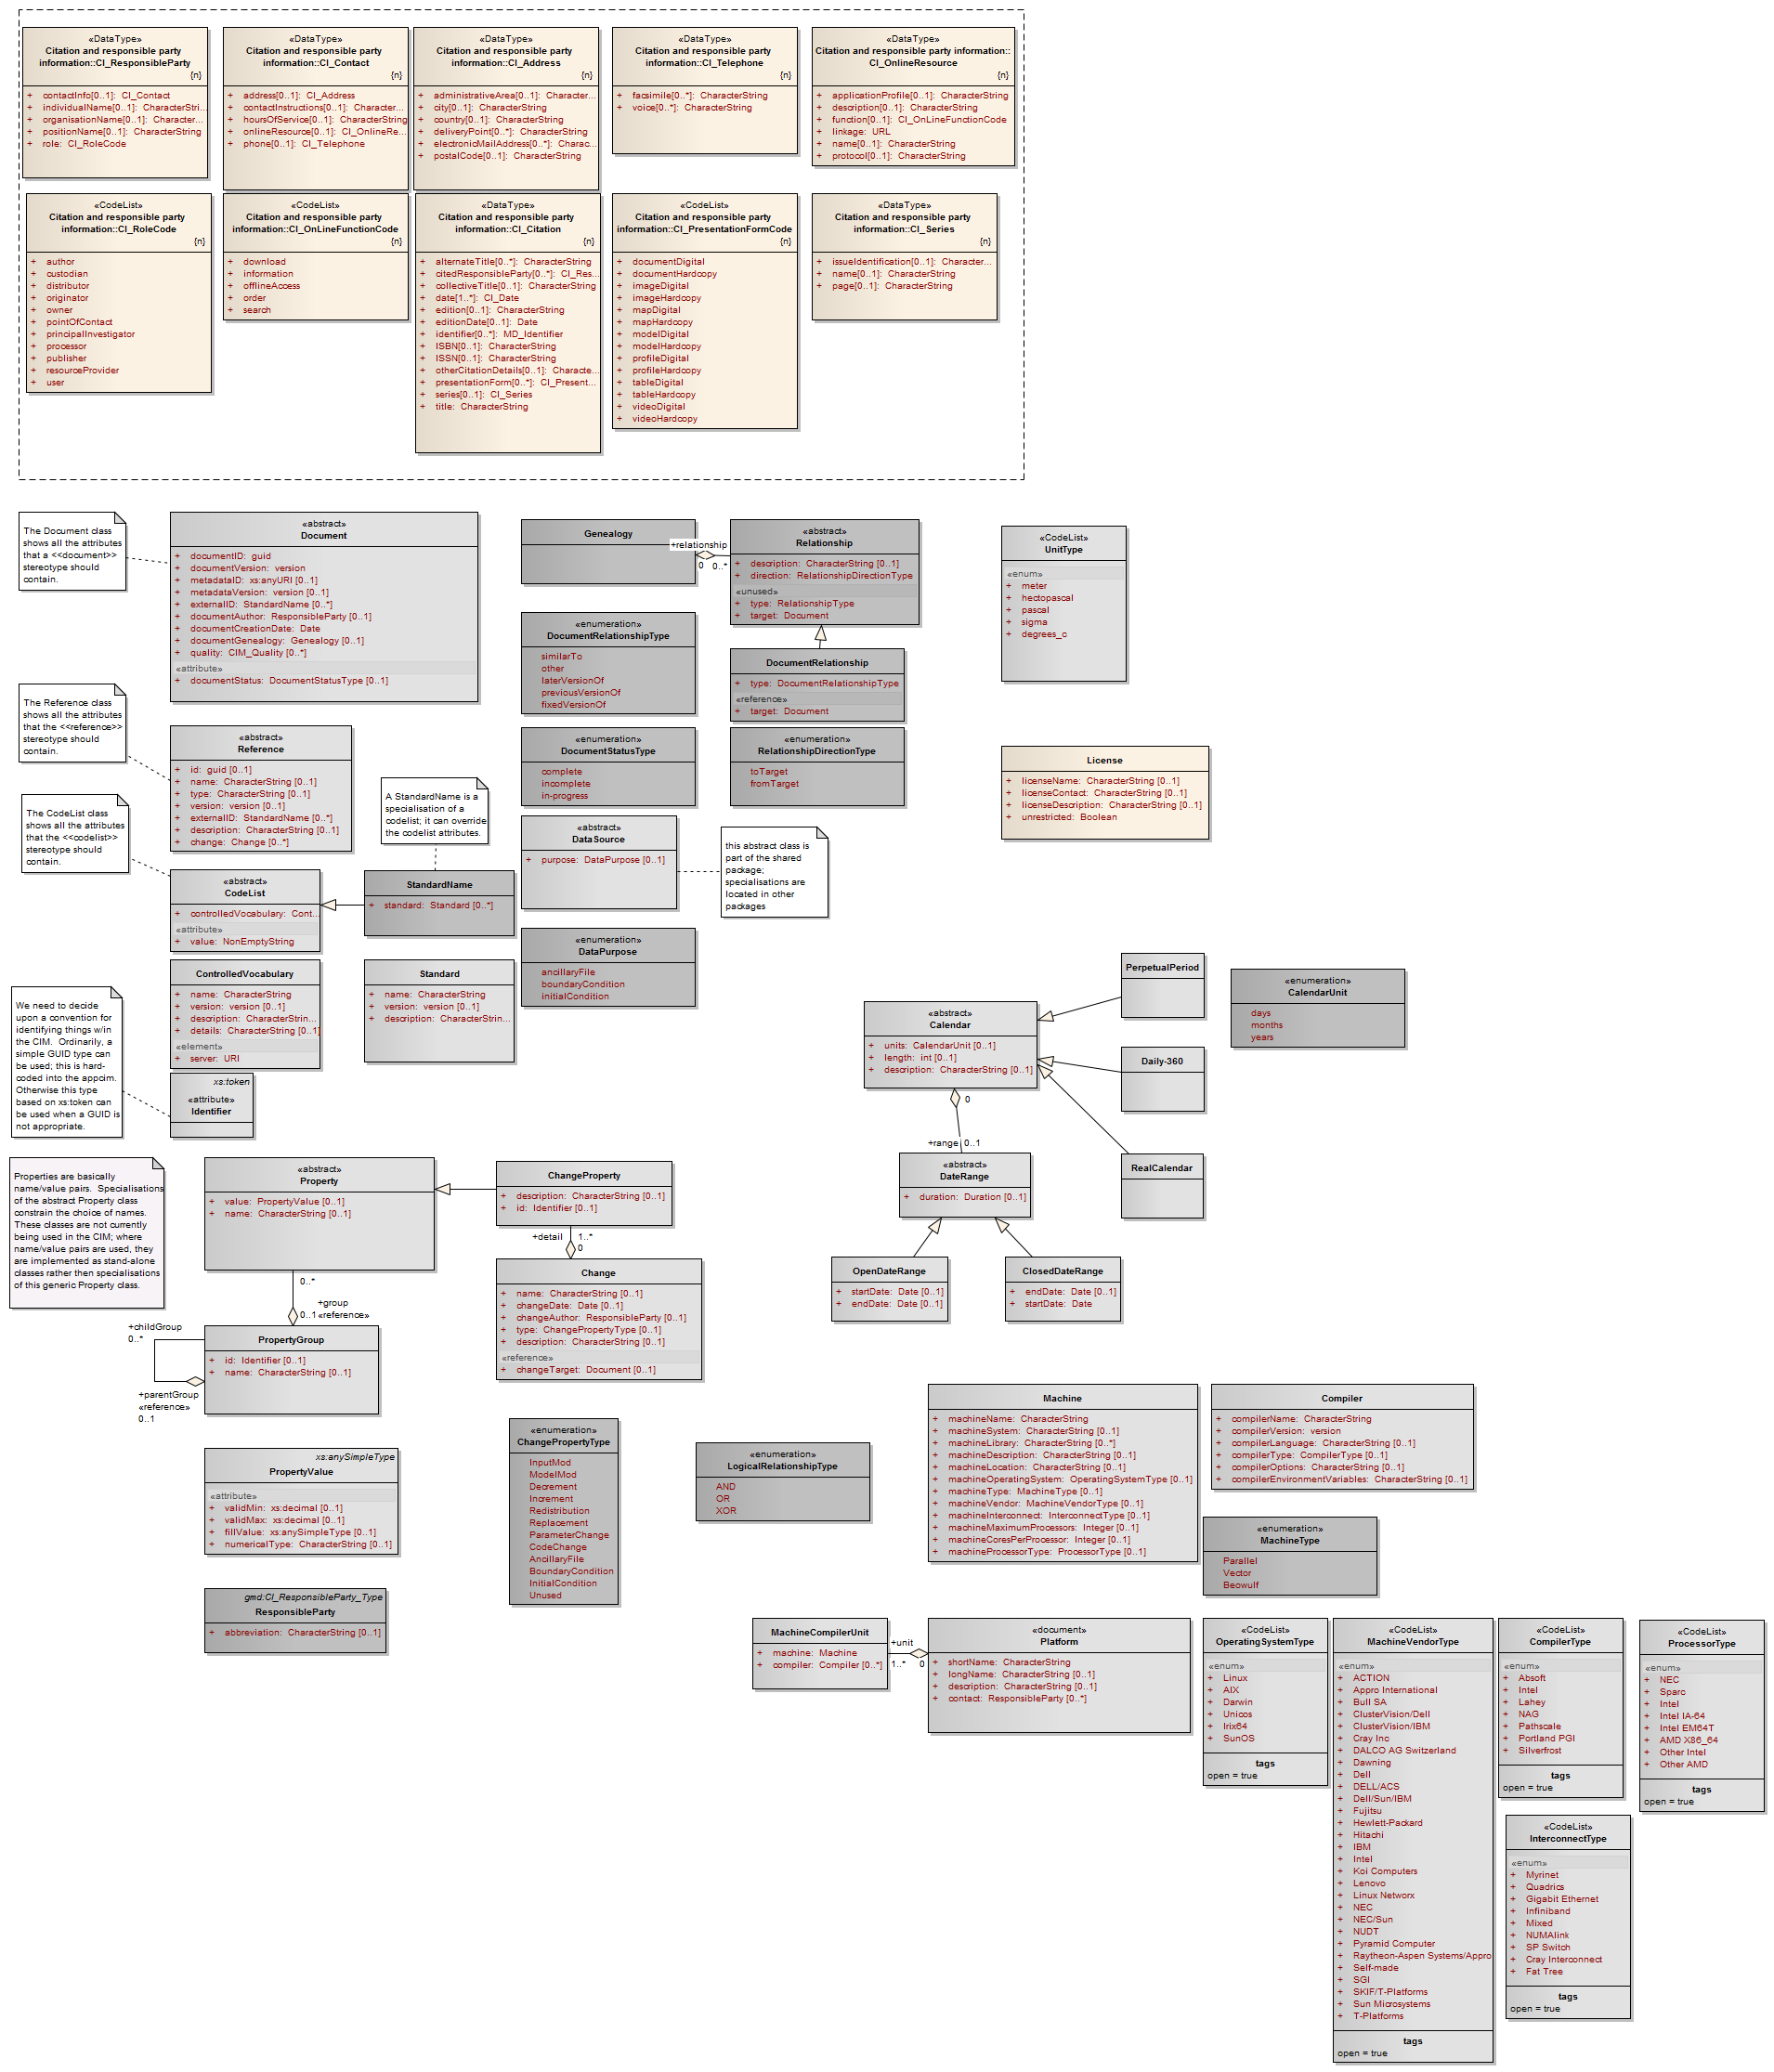 «DataType»
Citation and responsible party
information::CI_ResponsibleParty
{n}
+ contactInfo[0..1]: CI_Contact
+ individualName[0..1]: CharacterStri...
+ organisationName[0..1]: Character...
+ positionName[0..1]: CharacterString
+ role: CI_RoleCode
«DataType»
Citation and responsible party
information::CI_Contact
{n}
+ address[0..1]: CI_Address
+ contactInstructions[0..1]: Character...
+ hoursOfService[0..1]: CharacterString
+ onlineResource[0..1]: CI_OnlineRe...
+ phone[0..1]: CI_Telephone
«DataType»
Citation and responsible party
information::CI_Address
{n}
+ administrativeArea[0..1]: Character...
+ city[0..1]: CharacterString
+ country[0..1]: CharacterString
+ deliveryPoint[0..*]: CharacterString
+ electronicMailAddress[0..*]: Charac...
+ postalCode[0..1]: CharacterString
«DataType»
Citation and responsible party
information::CI_Telephone
{n}
+ facsimile[0..*]: CharacterString
+ voice[0..*]: CharacterString
«DataType»
Citation and responsible party information::
CI_OnlineResource
{n}
+ applicationProfile[0..1]: CharacterString
+ description[0..1]: CharacterString
+ function[0..1]: CI_OnLineFunctionCode
+ linkage: URL
+ name[0..1]: CharacterString
+ protocol[0..1]: CharacterString
«CodeList»
Citation and responsible party
information::CI_RoleCode
{n}
+ author
+ custodian
+ distributor
+ originator
+ owner
+ pointOfContact
+ principalInvestigator
+ processor
+ publisher
+ resourceProvider
+ user
«CodeList»
Citation and responsible party
information::CI_OnLineFunctionCode
{n}
+ download
+ information
+ offlineAccess
+ order
+ search
«DataType»
Citation and responsible party
information::CI_Citation
{n}
+ alternateTitle[0..*]: CharacterString
+ citedResponsibleParty[0..*]: CI_Res...
+ collectiveTitle[0..1]: CharacterString
+ date[1..*]: CI_Date
+ edition[0..1]: CharacterString
+ editionDate[0..1]: Date
+ identifier[0..*]: MD_Identifier
+ ISBN[0..1]: CharacterString
+ ISSN[0..1]: CharacterString
+ otherCitationDetails[0..1]: Characte...
+ presentationForm[0..*]: CI_Present...
+ series[0..1]: CI_Series
+ title: CharacterString
«CodeList»
Citation and responsible party
information::CI_PresentationFormCode
{n}
+ documentDigital
+ documentHardcopy
+ imageDigital
+ imageHardcopy
+ mapDigital
+ mapHardcopy
+ modelDigital
+ modelHardcopy
+ profileDigital
+ profileHardcopy
+ tableDigital
+ tableHardcopy
+ videoDigital
+ videoHardcopy
«DataType»
Citation and responsible party
information::CI_Series
{n}
+ issueIdentification[0..1]: Character...
+ name[0..1]: CharacterString
+ page[0..1]: CharacterString
The Document class
shows all the attributes
that a <<document>>
stereotype should
contain.
«abstract»
Document
+ documentID: guid
+ documentVersion: version
+ metadataID: xs:anyURI [0..1]
+ metadataVersion: version [0..1]
+ externalID: StandardName [0..*]
+ documentAuthor: ResponsibleParty [0..1]
+ documentCreationDate: Date
+ documentGenealogy: Genealogy [0..1]
+ quality: CIM_Quality [0..*]
«attribute»
+ documentStatus: DocumentStatusType [0..1]
Genealogy
+relationship
0 0..*
«abstract»
Relationship
+ description: CharacterString [0..1]
+ direction: RelationshipDirectionType
«unused»
+ type: RelationshipType
+ target: Document
«CodeList»
UnitType
«enum»
+ meter
+ hectopascal
+ pascal
+ sigma
+ degrees_c
«enumeration»
DocumentRelationshipType
similarTo
other
laterVersionOf
previousVersionOf
fixedVersionOf
DocumentRelationship
+ type: DocumentRelationshipType
«reference»
+ target: Document
The Reference class
shows all the attributes
that the <<reference>>
stereotype should
contain.
«abstract»
Reference
+ id: guid [0..1]
+ name: CharacterString [0..1]
+ type: CharacterString [0..1]
+ version: version [0..1]
+ externalID: StandardName [0..*]
+ description: CharacterString [0..1]
+ change: Change [0..*]
«enumeration»
DocumentStatusType
complete
incomplete
in-progress
«enumeration»
RelationshipDirectionType
toTarget
fromTarget
License
+ licenseName: CharacterString [0..1]
+ licenseContact: CharacterString [0..1]
+ licenseDescription: CharacterString [0..1]
+ unrestricted: Boolean
The CodeList class
shows all the attributes
that the <<codelist>>
stereotype should
contain.
A StandardName is a
specialisation of a
codelist; it can override
the codelist attributes.
«abstract»
DataSource
+ purpose: DataPurpose [0..1]
this abstract class is
part of the shared
package;
specialisations are
located in other
packages
«abstract»
CodeList
+ controlledVocabulary: Cont...
«attribute»
+ value: NonEmptyString
StandardName
+ standard: Standard [0..*]
«enumeration»
DataPurpose
ancillaryFile
boundaryCondition
initialCondition
ControlledVocabulary
+ name: CharacterString
+ version: version [0..1]
+ description: CharacterStrin...
+ details: CharacterString [0..1]
«element»
+ server: URI
Standard
+ name: CharacterString
+ version: version [0..1]
+ description: CharacterStrin...
We need to decide
upon a convention for
identifying things w/in
the CIM. Ordinarily, a
simple GUID type can
be used; this is hard-
coded into the appcim.
Otherwise this type
based on xs:token can
be used when a GUID is
not appropriate.
xs:token
«attribute»
Identifier
PerpetualPeriod
«enumeration»
CalendarUnit
days
months
years
«abstract»
Calendar
+ units: CalendarUnit [0..1]
+ length: int [0..1]
+ description: CharacterString [0..1]
Daily-360
RealCalendar
0
+range 0..1
«abstract»
DateRange
+ duration: Duration [0..1]
OpenDateRange
+ startDate: Date [0..1]
+ endDate: Date [0..1]
ClosedDateRange
+ endDate: Date [0..1]
+ startDate: Date
Properties are basically
name/value pairs. Specialisations
of the abstract Property class
constrain the choice of names.
These classes are not currently
being used in the CIM; where
name/value pairs are used, they
are implemented as stand-alone
classes rather then specialisations
of this generic Property class.
«abstract»
Property
+ value: PropertyValue [0..1]
+ name: CharacterString [0..1]
ChangeProperty
+ description: CharacterString [0..1]
+ id: Identifier [0..1]
+detail 1..*
0
Change
+ name: CharacterString [0..1]
+ changeDate: Date [0..1]
+ changeAuthor: ResponsibleParty [0..1]
+ type: ChangePropertyType [0..1]
+ description: CharacterString [0..1]
«reference»
+ changeTarget: Document [0..1]
0..*
+group
0..1 «reference»
+childGroup
0..*
PropertyGroup
+ id: Identifier [0..1]
+ name: CharacterString [0..1]
+parentGroup
«reference»
0..1
xs:anySimpleType
PropertyValue
«attribute»
+ validMin: xs:decimal [0..1]
+ validMax: xs:decimal [0..1]
+ fillValue: xs:anySimpleType [0..1]
+ numericalType: CharacterString [0..1]
gmd:CI_ResponsibleParty_Type
ResponsibleParty
+ abbreviation: CharacterString [0..1]
«enumeration»
ChangePropertyType
InputMod
ModelMod
Decrement
Increment
Redistribution
Replacement
ParameterChange
CodeChange
AncillaryFile
BoundaryCondition
InitialCondition
Unused
«enumeration»
LogicalRelationshipType
AND
OR
XOR
Machine
+ machineName: CharacterString
+ machineSystem: CharacterString [0..1]
+ machineLibrary: CharacterString [0..*]
+ machineDescription: CharacterString [0..1]
+ machineLocation: CharacterString [0..1]
+ machineOperatingSystem: OperatingSystemType [0..1]
+ machineType: MachineType [0..1]
+ machineVendor: MachineVendorType [0..1]
+ machineInterconnect: InterconnectType [0..1]
+ machineMaximumProcessors: Integer [0..1]
+ machineCoresPerProcessor: Integer [0..1]
+ machineProcessorType: ProcessorType [0..1]
Compiler
+ compilerName: CharacterString
+ compilerVersion: version
+ compilerLanguage: CharacterString [0..1]
+ compilerType: CompilerType [0..1]
+ compilerOptions: CharacterString [0..1]
+ compilerEnvironmentVariables: CharacterString [0..1]
«enumeration»
MachineType
Parallel
Vector
Beowulf
MachineCompilerUnit
+ machine: Machine
+ compiler: Compiler [0..*]
+unit
1..* 0
«document»
Platform
+ shortName: CharacterString
+ longName: CharacterString [0..1]
+ description: CharacterString [0..1]
+ contact: ResponsibleParty [0..*]
«CodeList»
OperatingSystemType
«enum»
+ Linux
+ AIX
+ Darwin
+ Unicos
+ Irix64
+ SunOS
tags
open = true
«CodeList»
MachineVendorType
«enum»
+ ACTION
+ Appro International
+ Bull SA
+ ClusterVision/Dell
+ ClusterVision/IBM
+ Cray Inc
+ DALCO AG Switzerland
+ Dawning
+ Dell
+ DELL/ACS
+ Dell/Sun/IBM
+ Fujitsu
+ Hewlett-Packard
+ Hitachi
+ IBM
+ Intel
+ Koi Computers
+ Lenovo
+ Linux Networx
+ NEC
+ NEC/Sun
+ NUDT
+ Pyramid Computer
+ Raytheon-Aspen Systems/Appro
+ Self-made
+ SGI
+ SKIF/T-Platforms
+ Sun Microsystems
+ T-Platforms
tags
open = true
«CodeList»
CompilerType
«enum»
+ Absoft
+ Intel
+ Lahey
+ NAG
+ Pathscale
+ Portland PGI
+ Silverfrost
tags
open = true
«CodeList»
ProcessorType
«enum»
+ NEC
+ Sparc
+ Intel
+ Intel IA-64
+ Intel EM64T
+ AMD X86_64
+ Other Intel
+ Other AMD
tags
open = true
«CodeList»
InterconnectType
«enum»
+ Myrinet
+ Quadrics
+ Gigabit Ethernet
+ Infiniband
+ Mixed
+ NUMAlink
+ SP Switch
+ Cray Interconnect
+ Fat Tree
tags
open = true